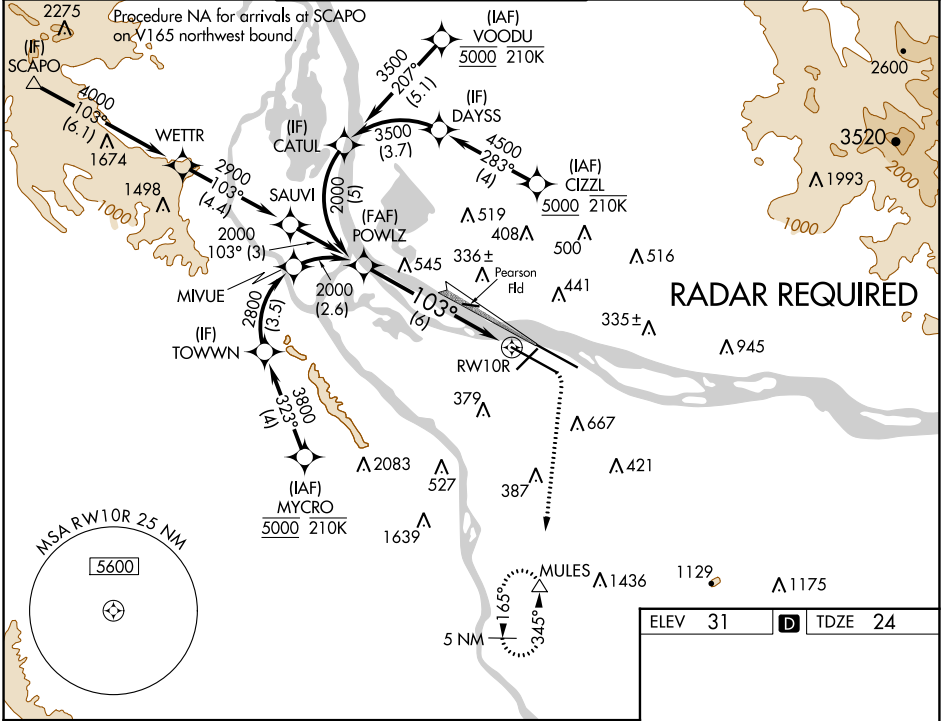 2275
Procedure NA for arrivals at SCAPO
on V165 northwest bound.
(IF)
SCAPO
4000
103°
(6.1)
1674
WETTR
1498
1000
2900
103°
(4.4)
SAUVI
2000
103° (3)
(IAF)
VOODU
5000 210K
3500
207°
(5.1)
(IF)
DAYSS
(IF)
CATUL
3500
(3.7)
4500
283°
(4)
(IAF)
CIZZL
5000 210K
2000
(5)
(FAF)
POWLZ
2600
3520
2000
1993
1000
519
408
500
516
545
336±
Pearson
Fld
441
RADAR REQUIRED
335±
945
MIVUE
2000
(2.6)
103°
(6)
2800
(3.5)
(IF)
TOWWN
RW10R
3800
323°
(4)
379
667
(IAF)
MYCRO
5000 210K
2083
527
387
421
1639
MSA RW10R 25 NM
5600
MULES
1436
1129
1175
165°
345°
5 NM
ELEV 31 D TDZE 24